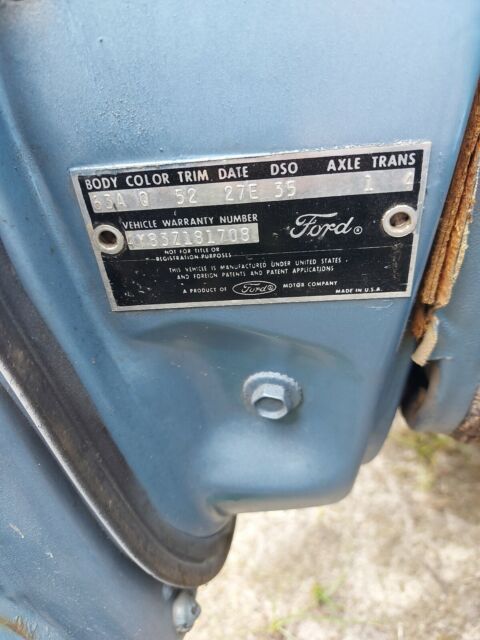 BODY COLOR TRIM DATE DSO AXLE TRANS
63A Q 52 27E 35 1 4
VEHICLE WARRANTY NUMBER
Y83Z181708 Ford®
NOT FOR TITLE OR
REGISTRATION PURPOSES
THIS VEHICLE IS MANUFACTURED UNDER UNITED STATES
AND FOREIGN PATENTS AND PATENT APPLICATIONS
A PRODUCT OF Ford® MOTOR COMPANY MADE IN U.S.A.